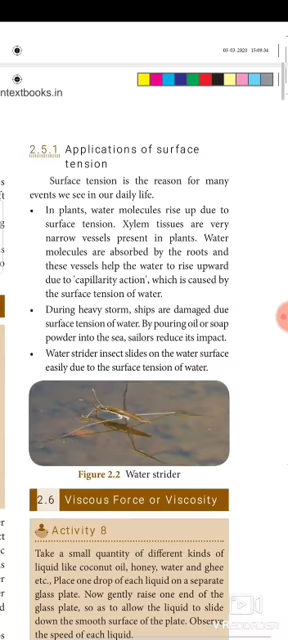 03-03-2022 15:09:34
ntextbooks.in
2.5.1 Applications of surface
tension
Surface tension is the reason for many
events we see in our daily life.
• In plants, water molecules rise up due to
surface tension. Xylem tissues are very
narrow vessels present in plants. Water
molecules are absorbed by the roots and
these vessels help the water to rise upward
due to 'capillarity action', which is caused by
the surface tension of water.
• During heavy storm, ships are damaged due
surface tension of water. By pouring oil or soap
powder into the sea, sailors reduce its impact.
• Water strider insect slides on the water surface
easily due to the surface tension of water.
Figure 2.2 Water strider
2.6 Viscous Force or Viscosity
Activity 8
Take a small quantity of different kinds of
liquid like coconut oil, honey, water and ghee
etc., Place one drop of each liquid on a separate
glass plate. Now gently raise one end of the
glass plate, so as to allow the liquid to slide
down the smooth surface of the plate. Observe
the speed of each liquid.